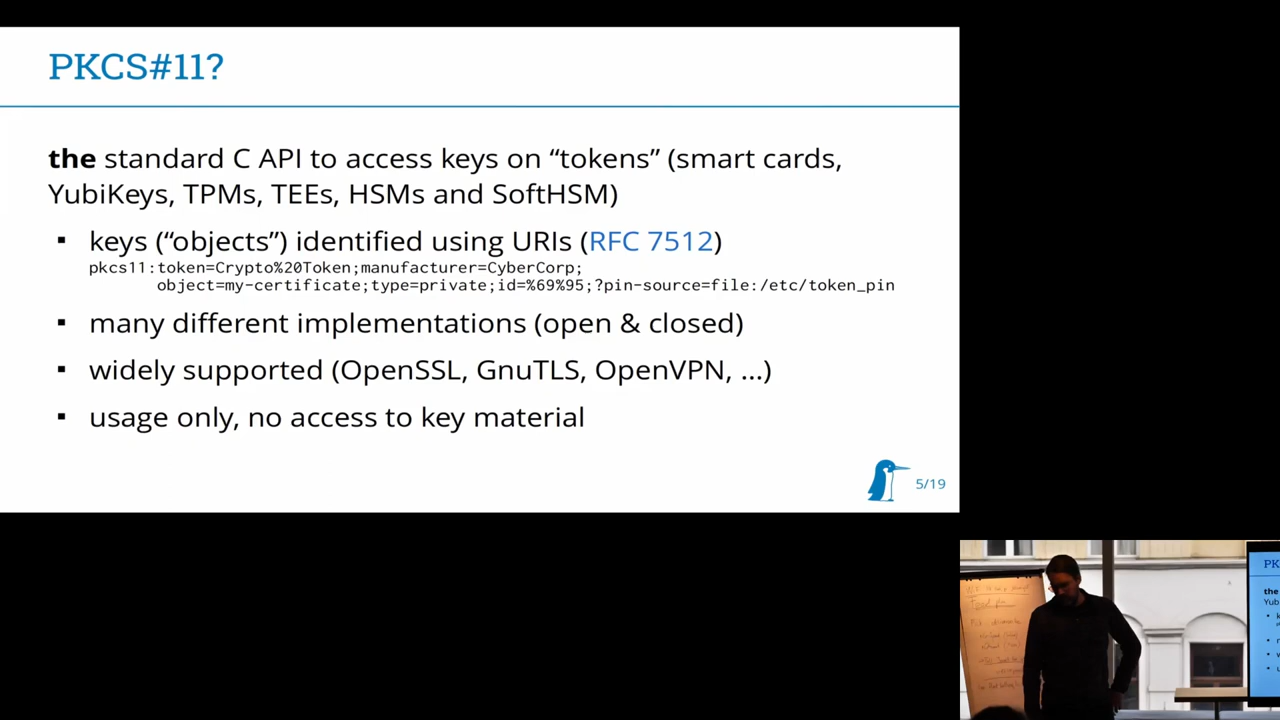 PKCS#11?
the standard C API to access keys on “tokens” (smart cards,
YubiKeys, TPMs, TEEs, HSMs and SoftHSM)
▪ keys (“objects”) identified using URIs (RFC 7512)
pkcs11:token=Crypto%20Token;manufacturer=CyberCorp;
object=my-certificate;type=private;id=%69%95;?pin-source=file:/etc/token_pin
▪ many different implementations (open & closed)
▪ widely supported (OpenSSL, GnuTLS, OpenVPN, ...)
▪ usage only, no access to key material
5/19
PK
the
Yub